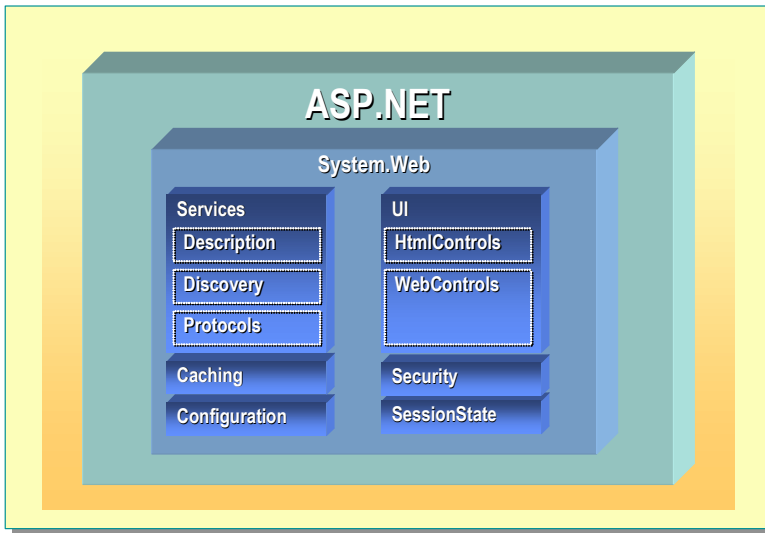 ASP.NET
System.Web
Services
Description
Discovery
Protocols
Caching
Configuration
UI
HtmlControls
WebControls
Security
SessionState